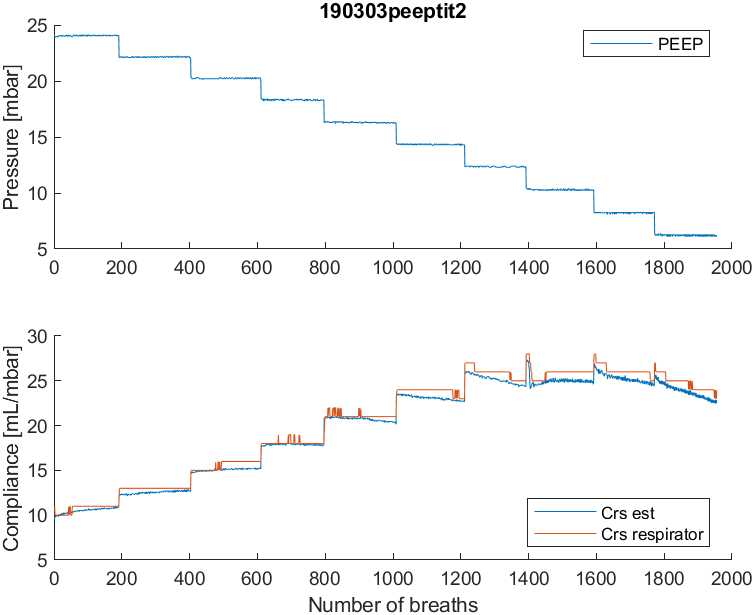 190303peeptit2
25
20
15
10
5
Pressure [mbar]
PEEP
0 200 400 600 800 1000 1200 1400 1600 1800 2000
30
25
20
15
10
5
Compliance [mL/mbar]
Crs est
Crs respirator
0 200 400 600 800 1000 1200 1400 1600 1800 2000
Number of breaths